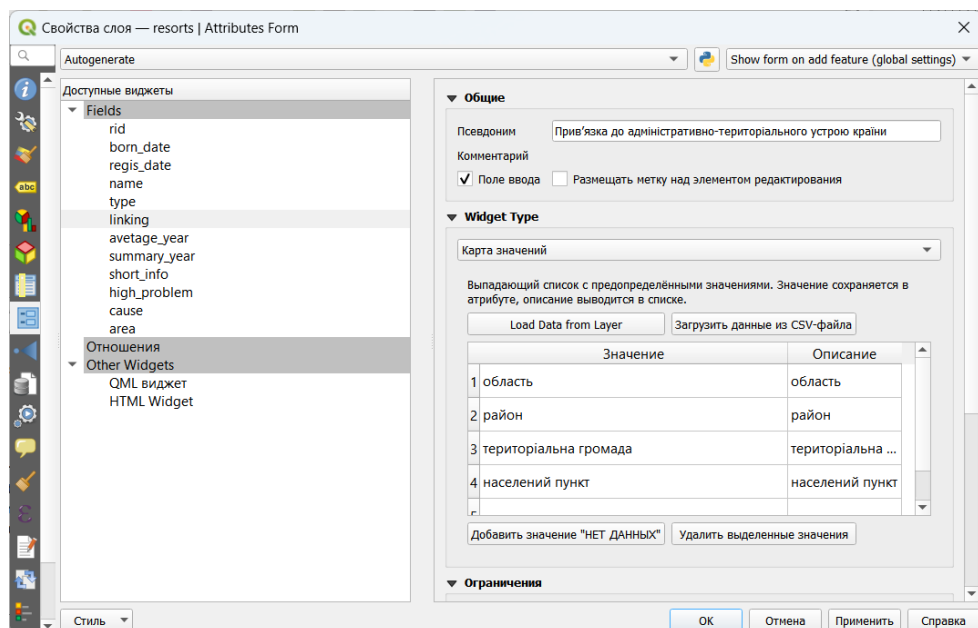 Свойства слоя — resorts | Attributes Form
Autogenerate
Show form on add feature (global settings)
Доступные виджеты
Fields
rid
born_date
regis_date
name
type
linking
avetage_year
summary_year
short_info
high_problem
cause
area
Отношения
Other Widgets
QML виджет
HTML Widget
Общие
Псевдоним
Прив’язка до адміністративно-територіального устрою країни
Комментарий
Поле ввода
Размещать метку над элементом редактирования
Widget Type
Карта значений
Выпадающий список с предопределёнными значениями. Значение сохраняется в
атрибуте, описание выводится в списке.
Load Data from Layer
Загрузить данные из CSV-файла
Значение Описание
1 область область
2 район район
3 територіальна громада територіальна ...
4 населений пункт населений пункт
5
Добавить значение "НЕТ ДАННЫХ"
Удалить выделенные значения
Ограничения
abc
Стиль
ОК
Отмена
Применить
Справка